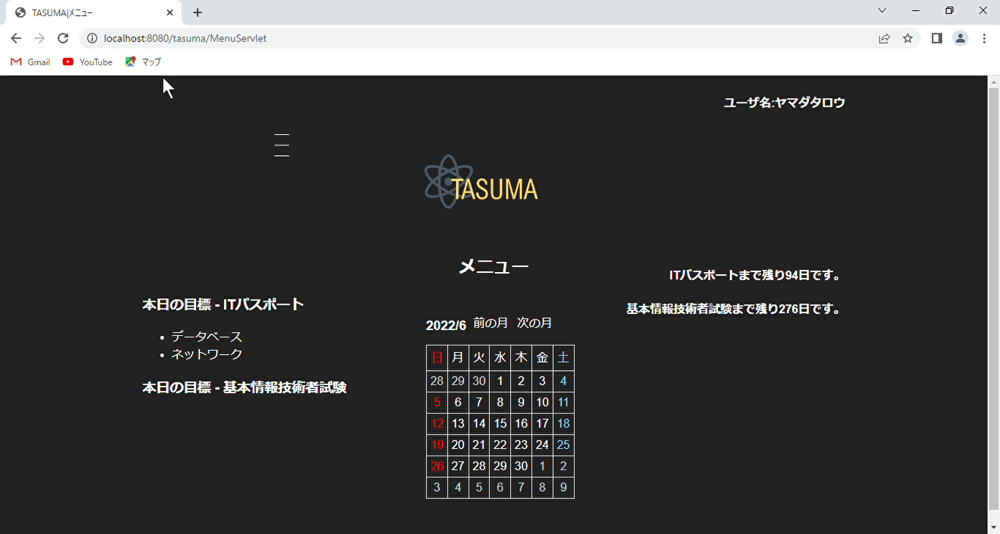 TASUMA|メニュー
localhost:8080/tasuma/MenuServlet
Gmail YouTube マップ
ユーザ名:ヤマダタロウ
TASUMA
メニュー
ITパスポートまで残り94日です。
基本情報技術者試験まで残り276日です。
本日の目標 - ITパスポート
データベース
ネットワーク
本日の目標 - 基本情報技術者試験
2022/6 前の月 次の月
日 月 火 水 木 金 土
28 29 30 1 2 3 4
5 6 7 8 9 10 11
12 13 14 15 16 17 18
19 20 21 22 23 24 25
26 27 28 29 30 1 2
3 4 5 6 7 8 9